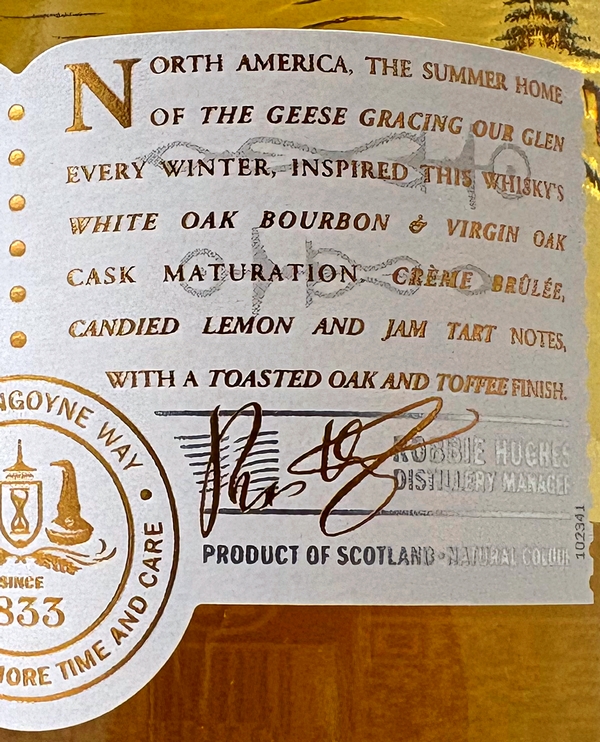 NORTH AMERICA, THE SUMMER HOME
OF THE GEESE GRACING OUR GLEN
EVERY WINTER, INSPIRED THIS WHISKY'S
WHITE OAK BOURBON & VIRGIN OAK
CASK MATURATION. CRÈME BRÛLÉE,
CANDIED LEMON AND JAM TART NOTES,
WITH A TOASTED OAK AND TOFFEE FINISH.
ROBBIE HUGHES
DISTILLERY MANAGER
PRODUCT OF SCOTLAND • NATURAL COLOUR
102341
NGOYNE WAY •
SINCE
833
MORE TIME AND CARE